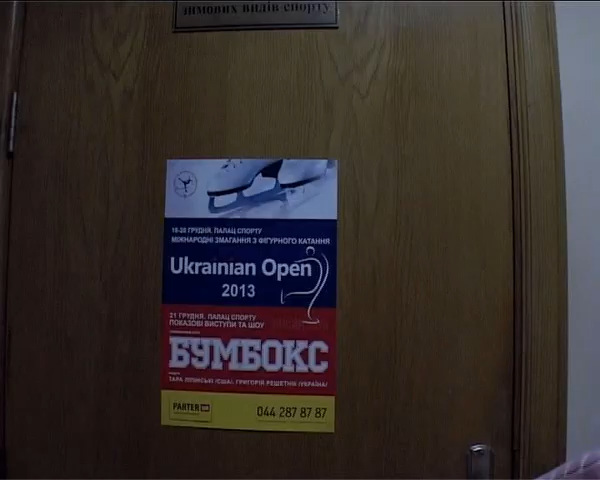 зимових видів спорту
16-20 ГРУДНЯ. ПАЛАЦ СПОРТУ
МІЖНАРОДНІ ЗМАГАННЯ З ФІГУРНОГО КАТАННЯ
Ukrainian Open
2013
21 ГРУДНЯ. ПАЛАЦ СПОРТУ
ПОКАЗОВІ ВИСТУПИ ТА ШОУ
БУМБОКС
ТАРА ЛІПІНСЬКІ /США/, ГРИГОРІЙ РЕШЕТНІК /УКРАЇНА/
PARTER
044 287 87 87